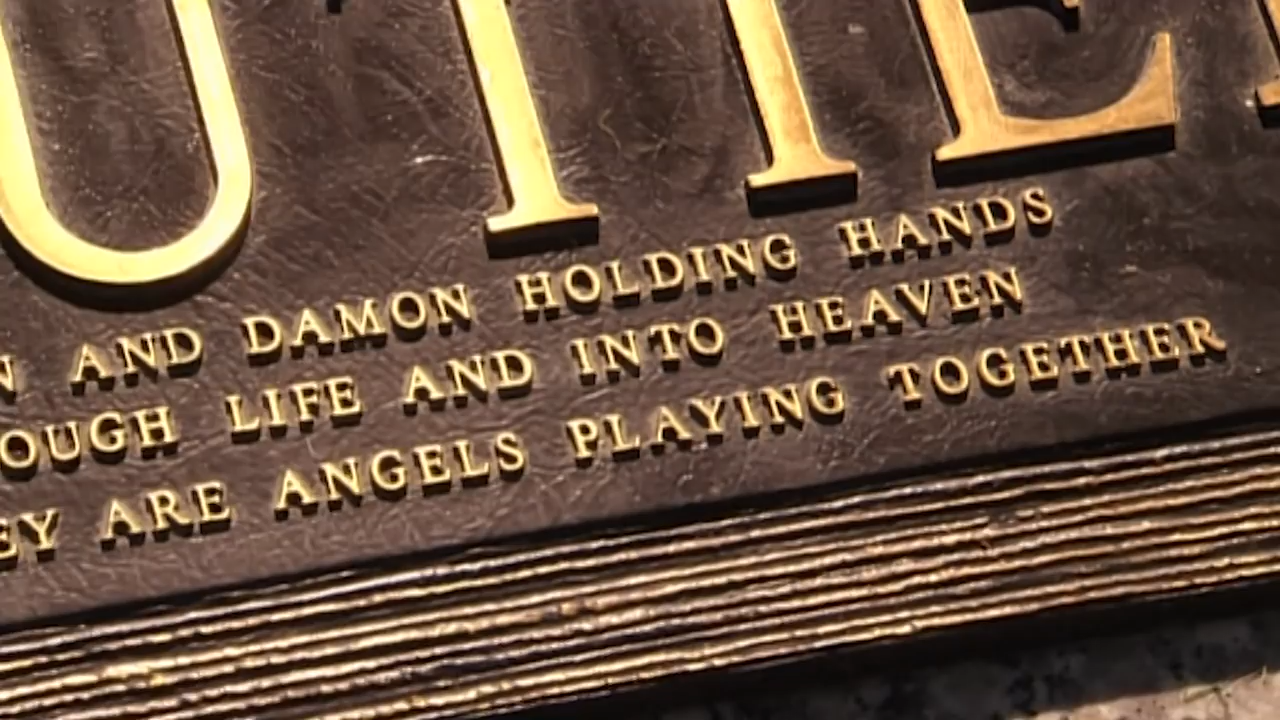 AND DAMON HOLDING HANDS
LIFE AND INTO HEAVEN
ARE ANGELS PLAYING TOGETHER